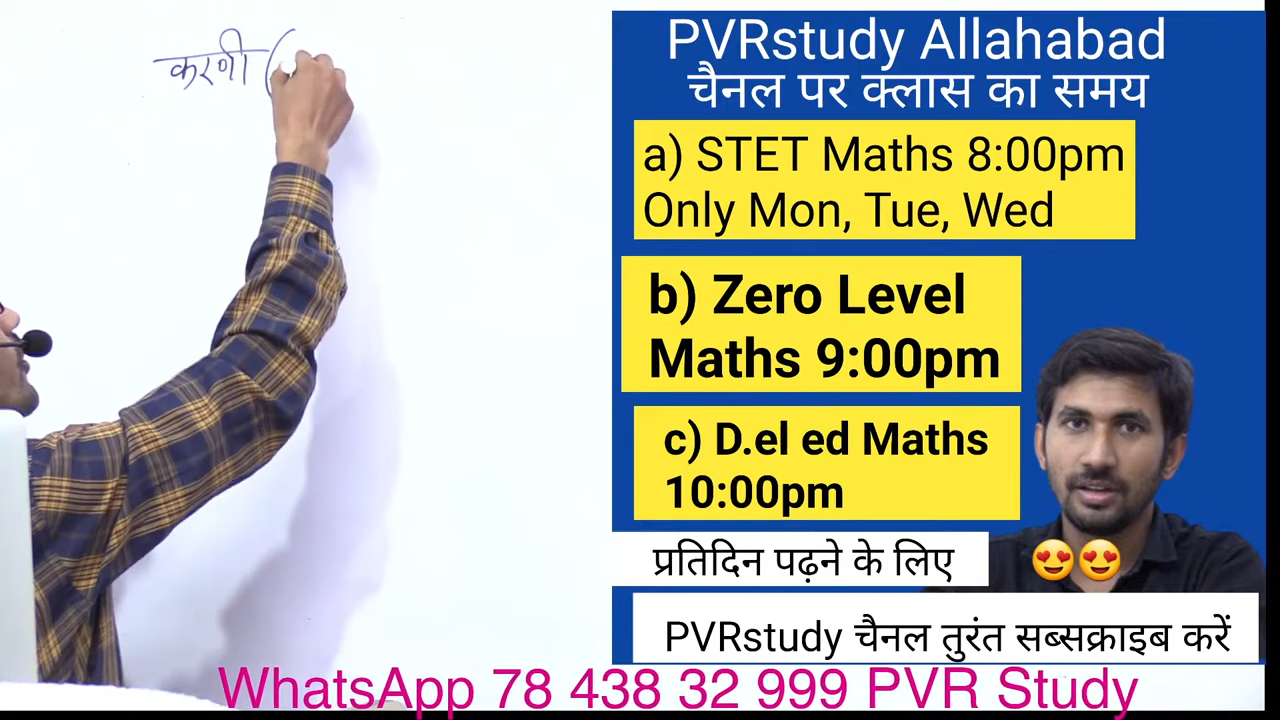 करणी (
PVRstudy Allahabad
चैनल पर क्लास का समय
a) STET Maths 8:00pm
Only Mon, Tue, Wed
b) Zero Level
Maths 9:00pm
c) D.el ed Maths
10:00pm
प्रतिदिन पढ़ने के लिए
PVRstudy चैनल तुरंत सब्सक्राइब करें
WhatsApp 78 438 32 999 PVR Study